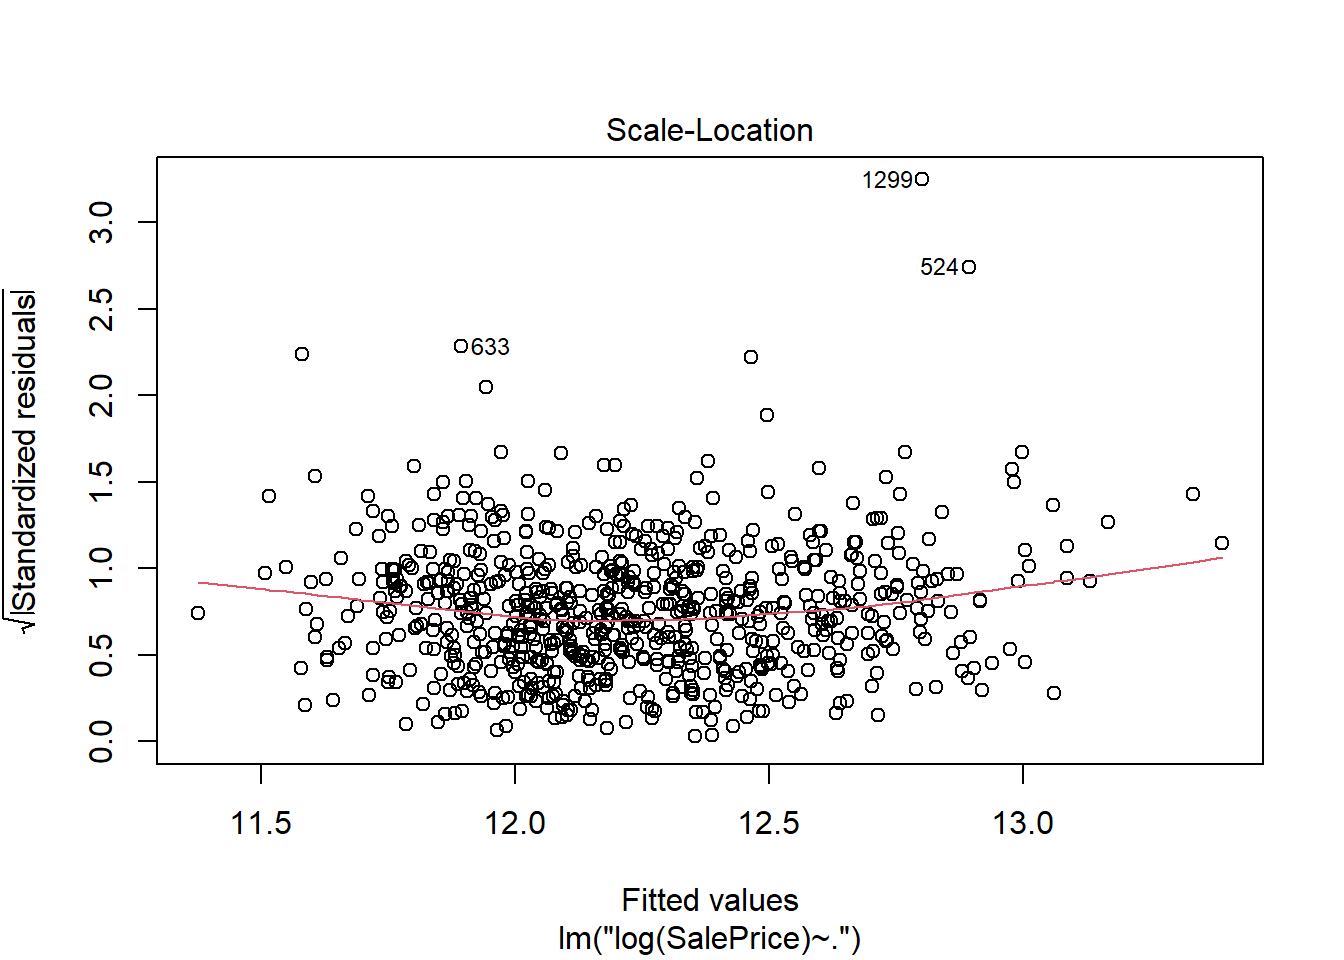 Scale-Location
√|Standardized residuals|
3.0
2.5
2.0
1.5
1.0
0.5
0.0
1299
524
633
11.5 12.0 12.5 13.0
Fitted values
lm("log(SalePrice)~.")